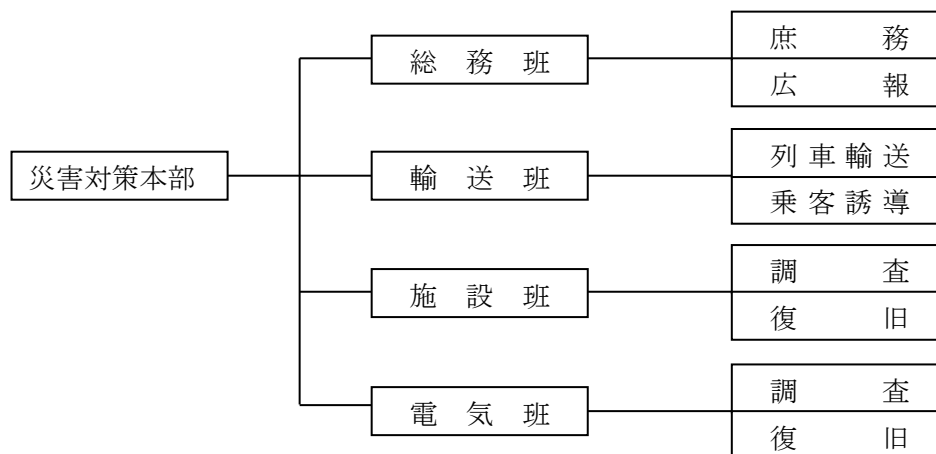 災害対策本部
総務班
庶務
広報
輸送班
列車輸送
乗客誘導
施設班
調査
復旧
電気班
調査
復旧